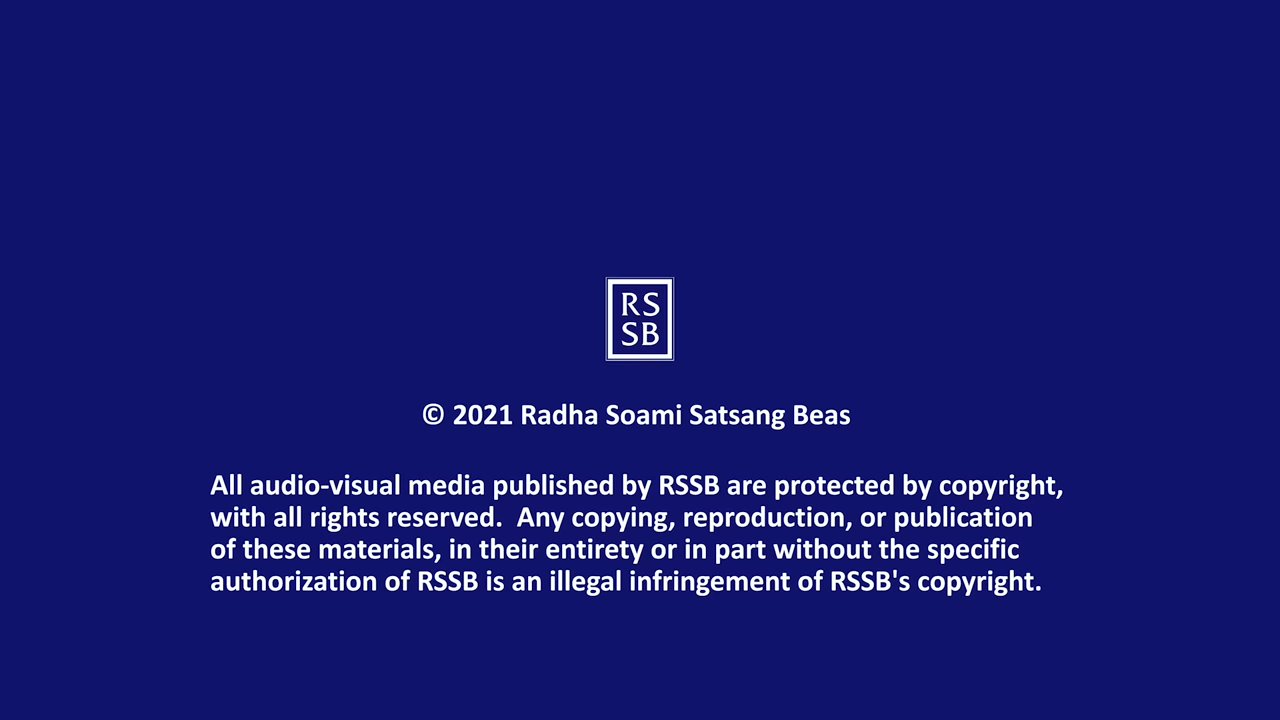 RS
SB
© 2021 Radha Soami Satsang Beas
All audio-visual media published by RSSB are protected by copyright,
with all rights reserved.  Any copying, reproduction, or publication
of these materials, in their entirety or in part without the specific
authorization of RSSB is an illegal infringement of RSSB's copyright.